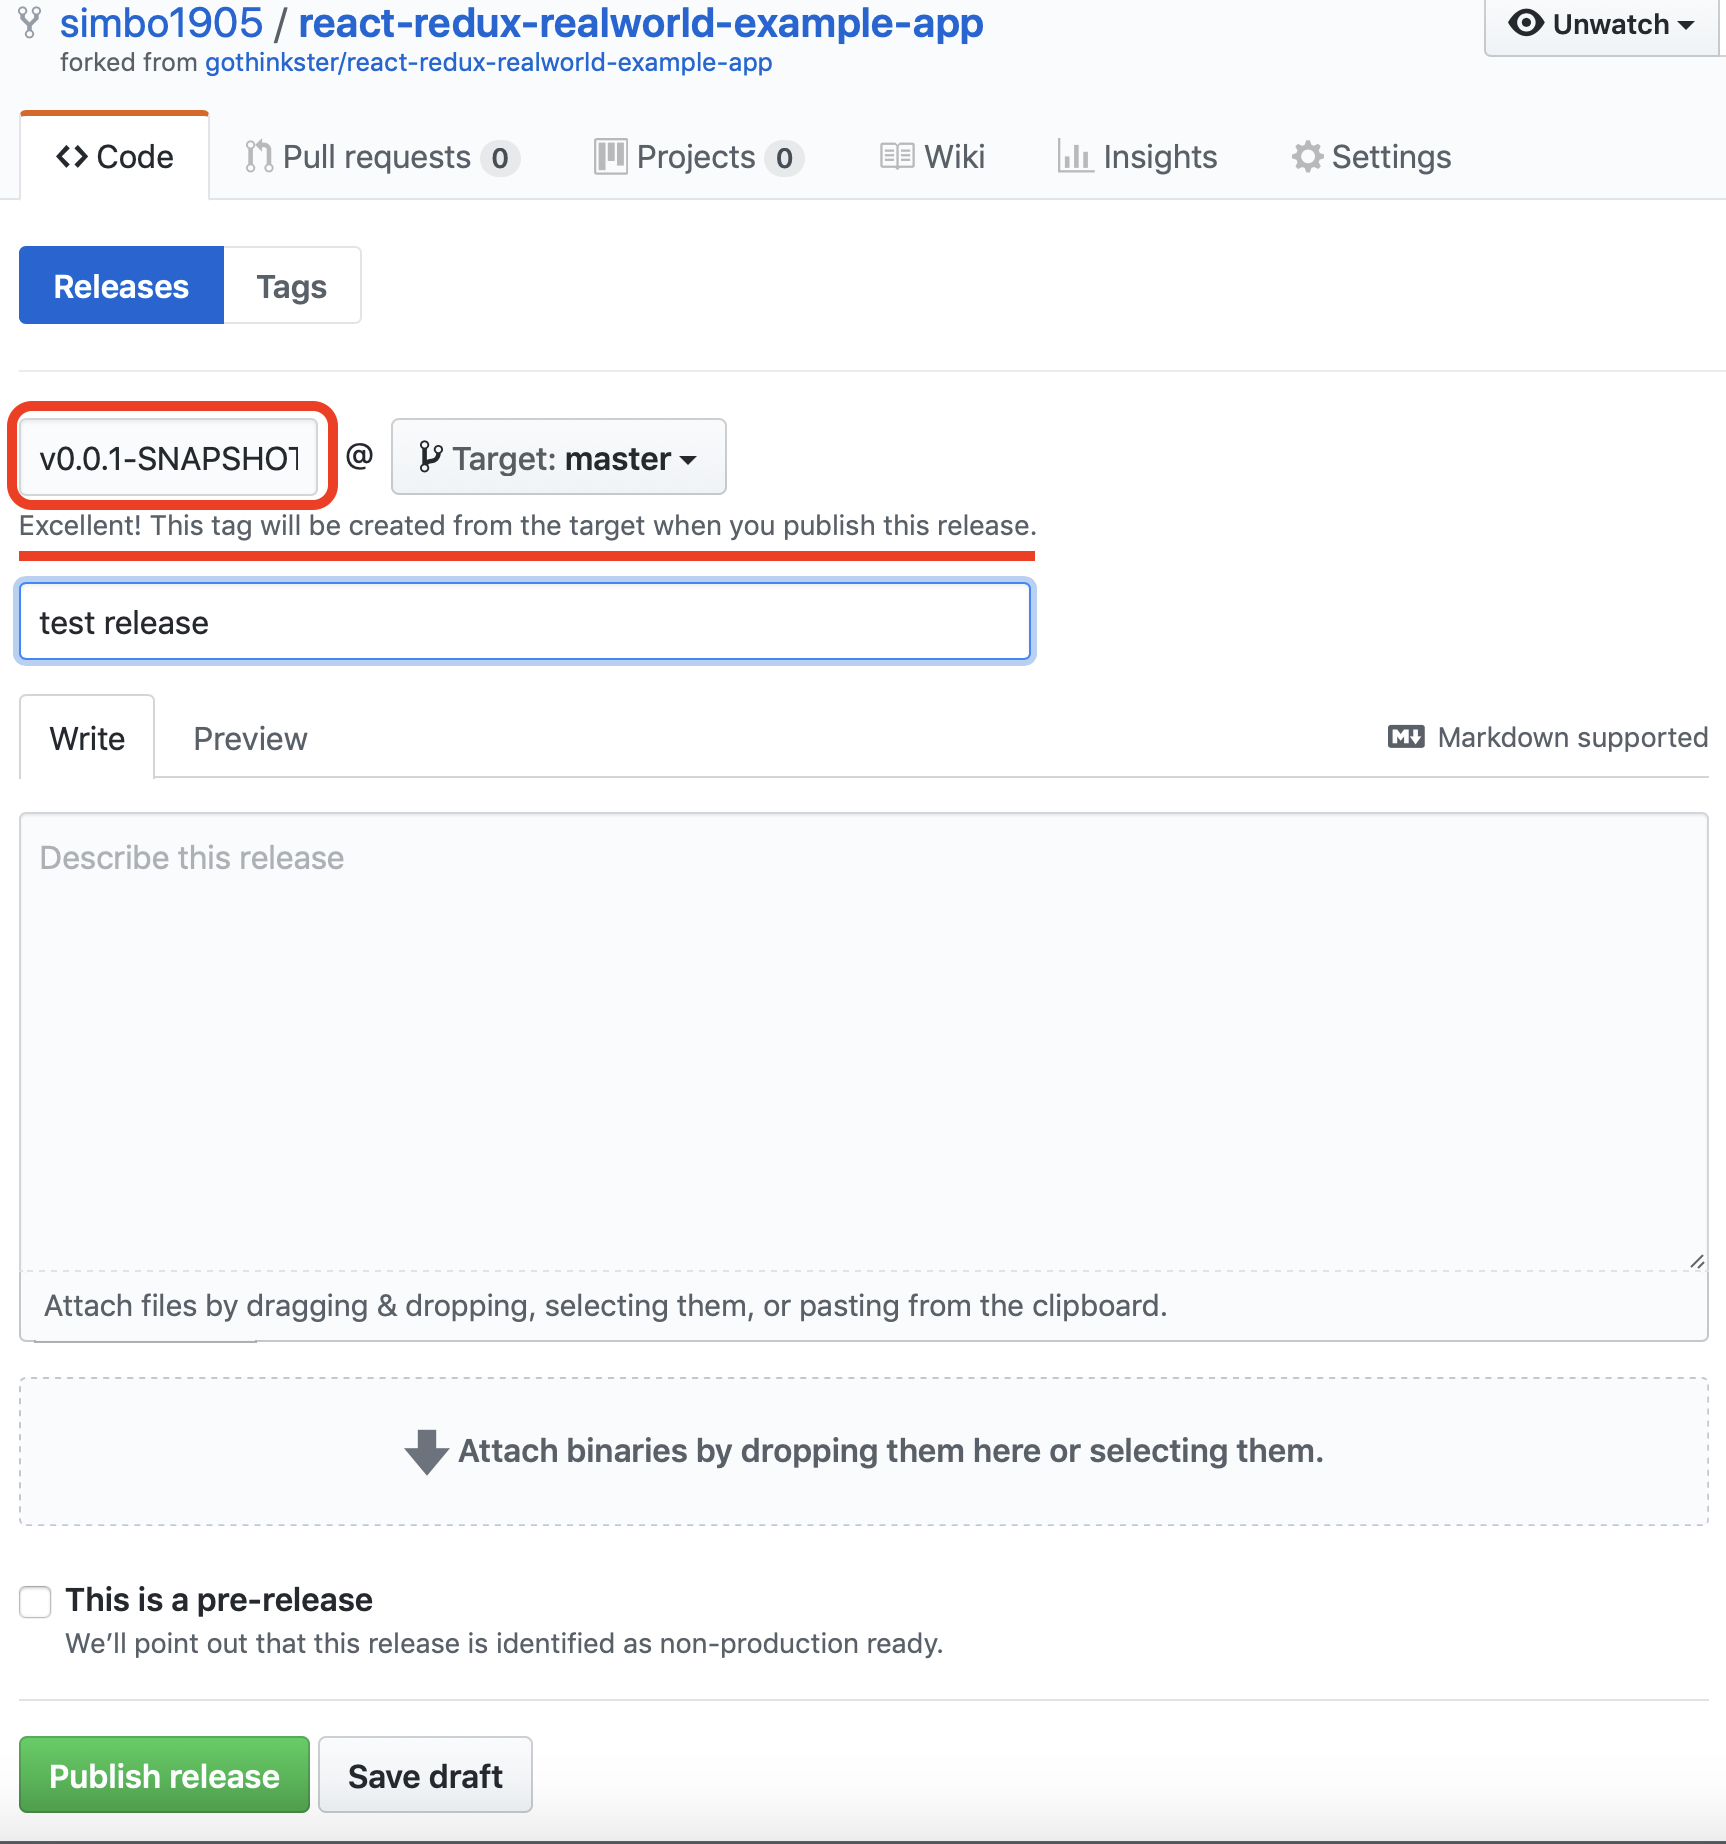 simbo1905 / react-redux-realworld-example-app
Unwatch
forked from gothinkster/react-redux-realworld-example-app
Code Pull requests 0 Projects 0 Wiki Insights Settings
Releases Tags
v0.0.1-SNAPSHOT @ Target: master
Excellent! This tag will be created from the target when you publish this release.
test release
Write Preview Markdown supported
Describe this release
Attach files by dragging & dropping, selecting them, or pasting from the clipboard.
Attach binaries by dropping them here or selecting them.
This is a pre-release
We’ll point out that this release is identified as non-production ready.
Publish release Save draft